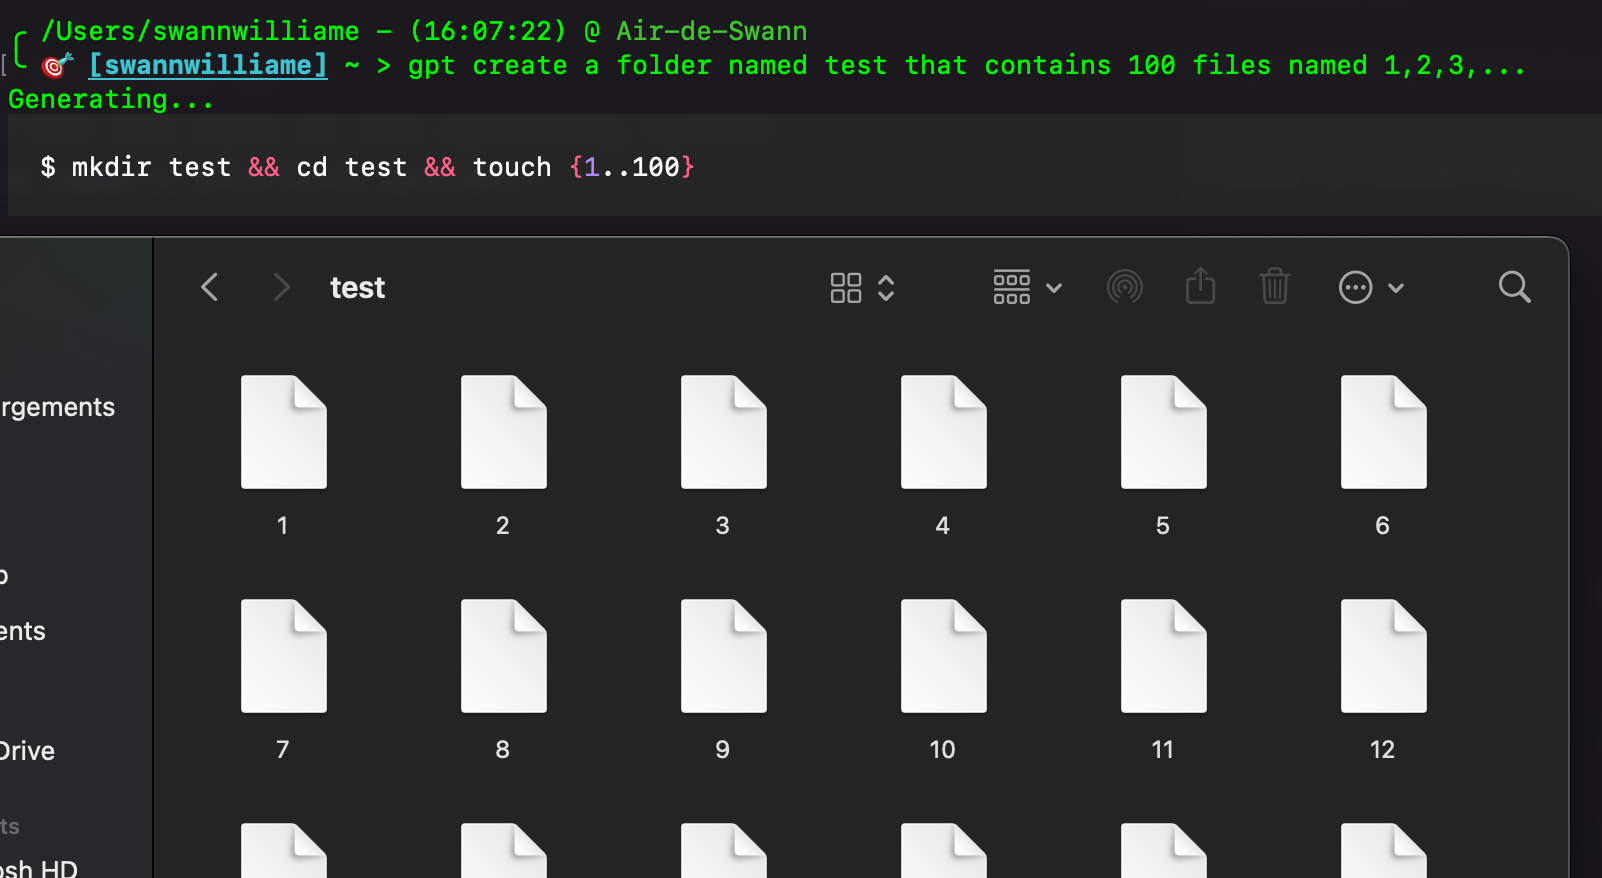 /Users/swannwilliame - (16:07:22) @ Air-de-Swann
[swannwilliame] ~ > gpt create a folder named test that contains 100 files named 1,2,3,...
Generating...
$ mkdir test && cd test && touch {1..100}
test
rgements
ents
Drive
ts
osh HD
1 2 3 4 5 6
7 8 9 10 11 12